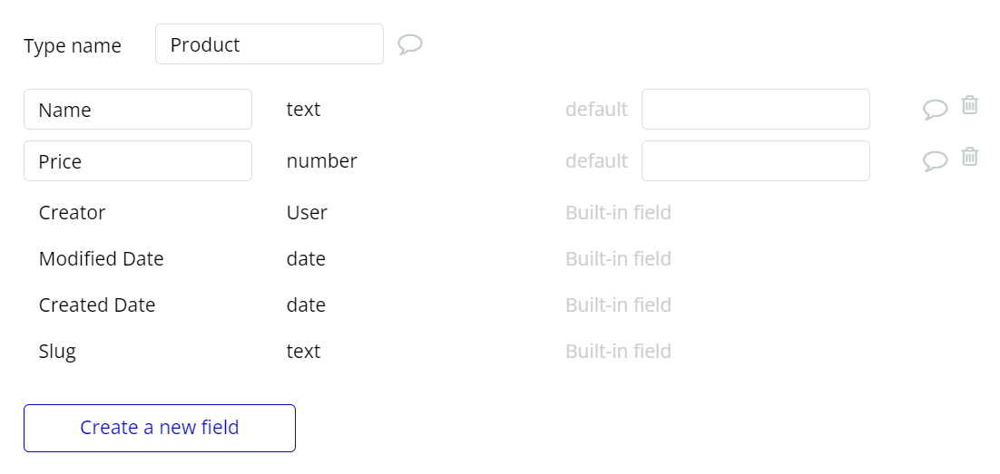 Type name Product
Name text default
Price number default
Creator User Built-in field
Modified Date date Built-in field
Created Date date Built-in field
Slug text Built-in field
Create a new field